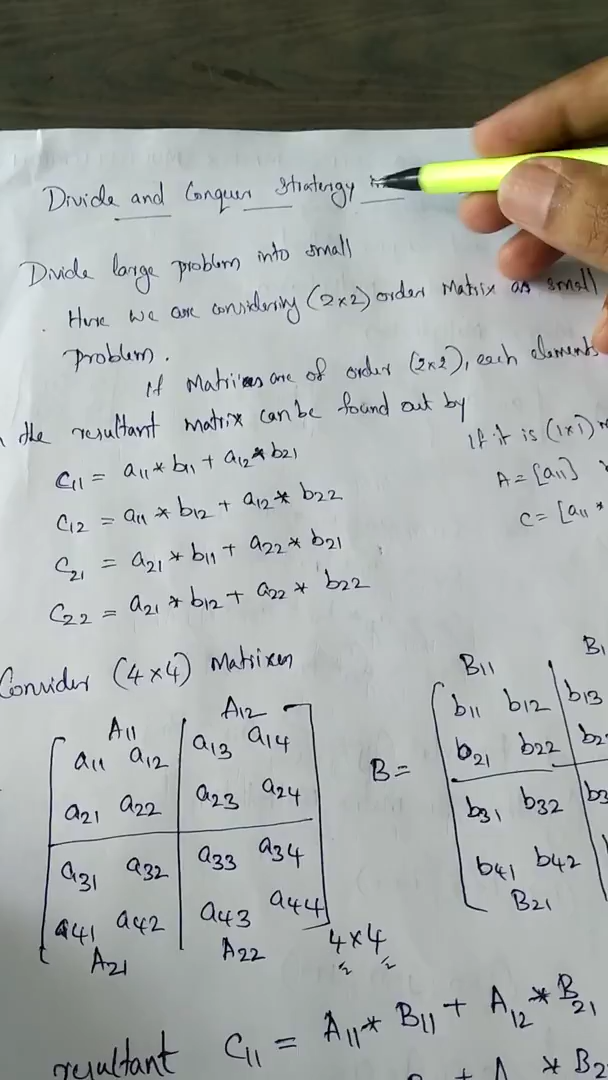 Divide and Conquer Stratergy :-
Divide large problem into small
Here we are considering (2×2) order Matrix as small
problem.
If Matrices are of order (2×2), each elements
the resultant matrix can be found out by
If it is (1×1)
C11 = a11 * b11 + a12 * b21
A = [a11]
C12 = a11 * b12 + a12 * b22
C = [a11 *
C21 = a21 * b11 + a22 * b21
C22 = a21 * b12 + a22 * b22
Consider (4×4) Matrixes
A11 A12 B11
a11 a12 a13 a14 b11 b12 b13
a21 a22 a23 a24 B = b21 b22
a31 a32 a33 a34 b31 b32
a41 a42 a43 a44 b41 b42
A21 A22 4×4 B21
resultant C11 = A11 * B11 + A12 * B21
+ * B2